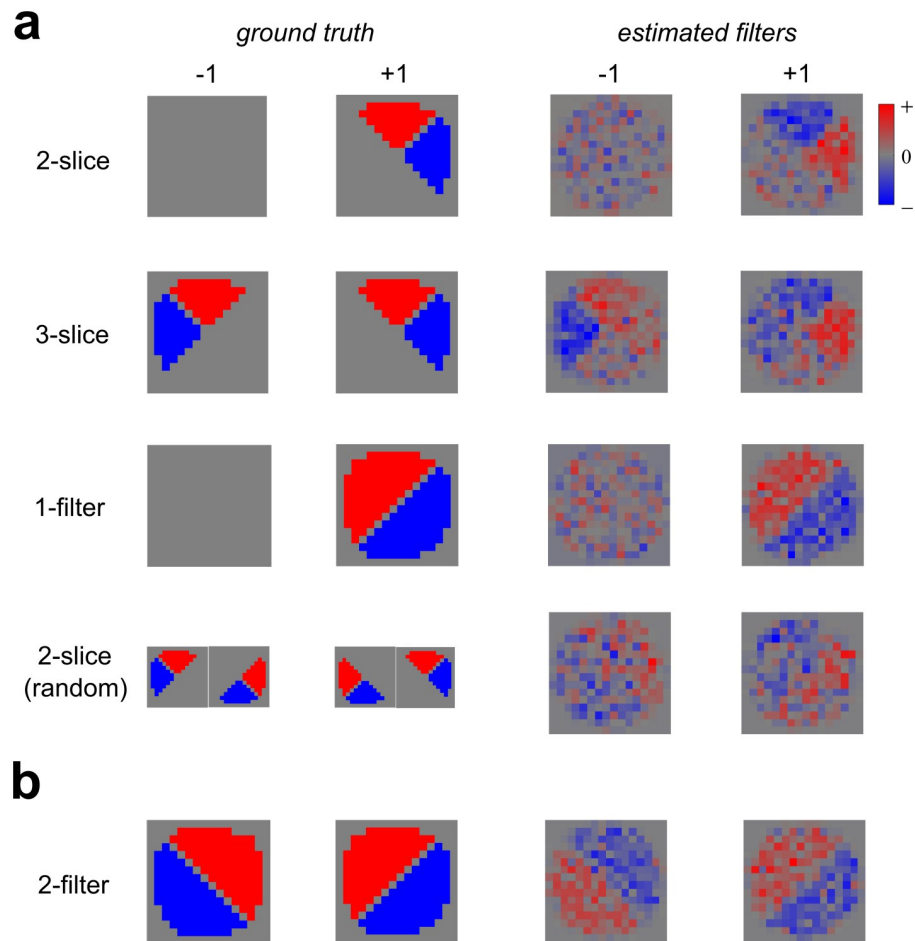 a
ground truth
estimated filters
-1
+1
-1
+1
2-slice
+
0
−
3-slice
1-filter
2-slice
(random)
b
2-filter